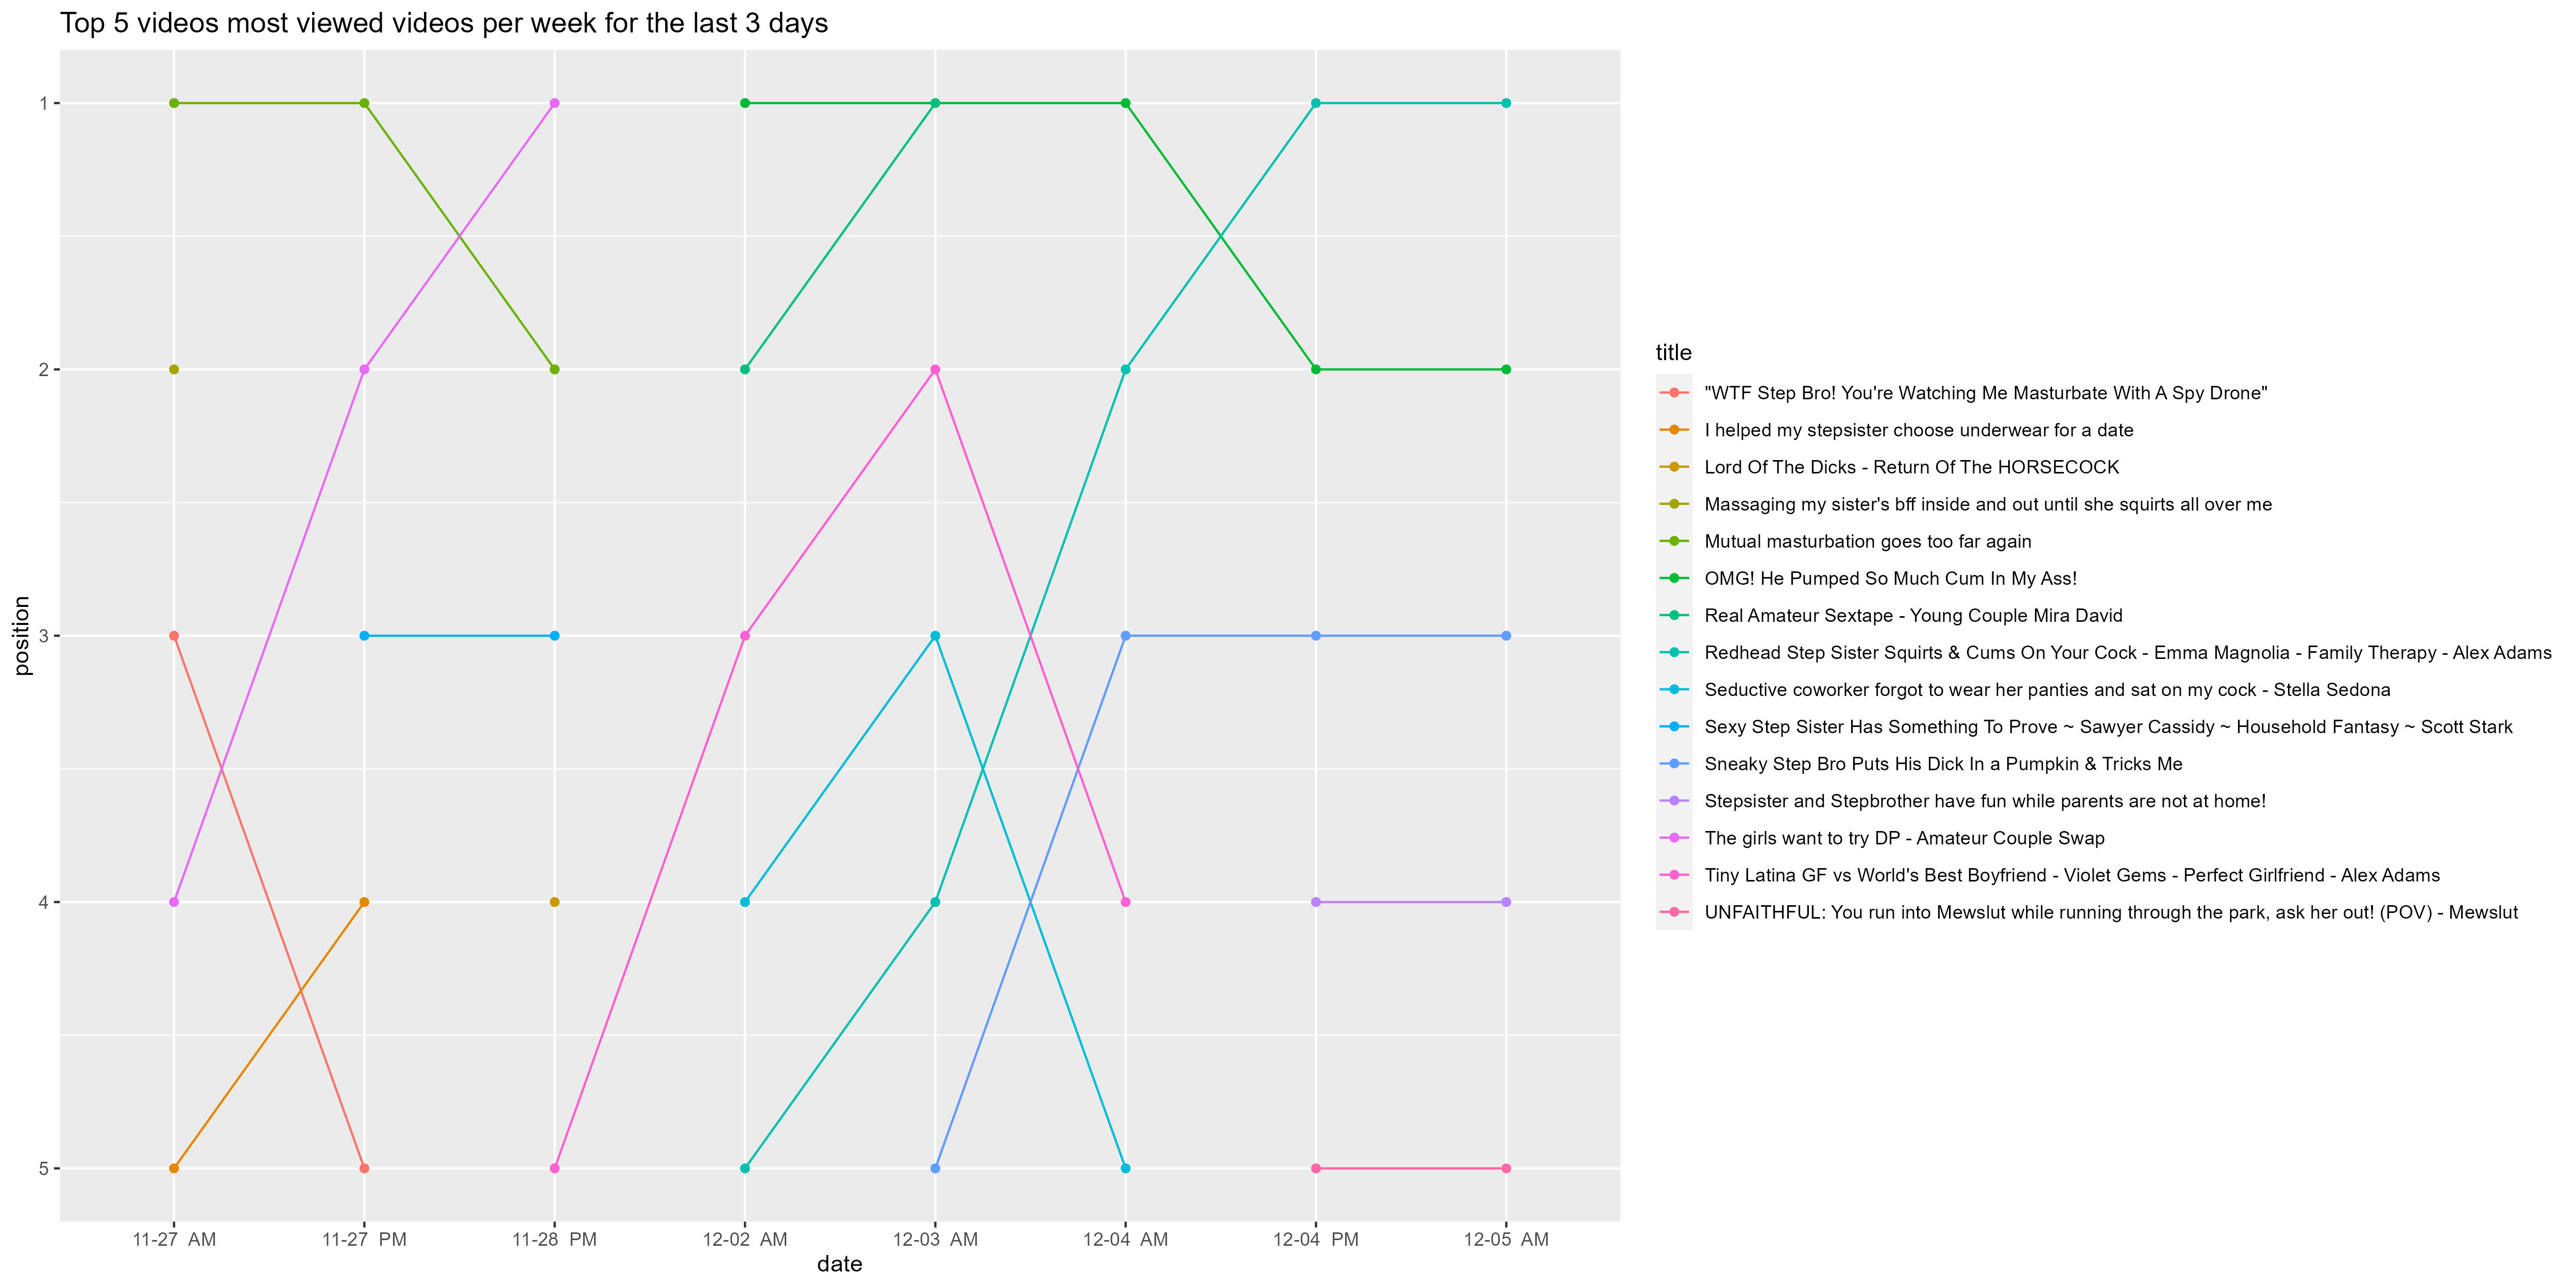 Top 5 videos most viewed videos per week for the last 3 days
position
1
2
3
4
5
11-27 AM
11-27 PM
11-28 PM
12-02 AM
12-03 AM
12-04 AM
12-04 PM
12-05 AM
date
title
"WTF Step Bro! You're Watching Me Masturbate With A Spy Drone"
I helped my stepsister choose underwear for a date
Lord Of The Dicks - Return Of The HORSECOCK
Massaging my sister's bff inside and out until she squirts all over me
Mutual masturbation goes too far again
OMG! He Pumped So Much Cum In My Ass!
Real Amateur Sextape - Young Couple Mira David
Redhead Step Sister Squirts & Cums On Your Cock - Emma Magnolia - Family Therapy - Alex Adams
Seductive coworker forgot to wear her panties and sat on my cock - Stella Sedona
Sexy Step Sister Has Something To Prove ~ Sawyer Cassidy ~ Household Fantasy ~ Scott Stark
Sneaky Step Bro Puts His Dick In a Pumpkin & Tricks Me
Stepsister and Stepbrother have fun while parents are not at home!
The girls want to try DP - Amateur Couple Swap
Tiny Latina GF vs World's Best Boyfriend - Violet Gems - Perfect Girlfriend - Alex Adams
UNFAITHFUL: You run into Mewslut while running through the park, ask her out! (POV) - Mewslut